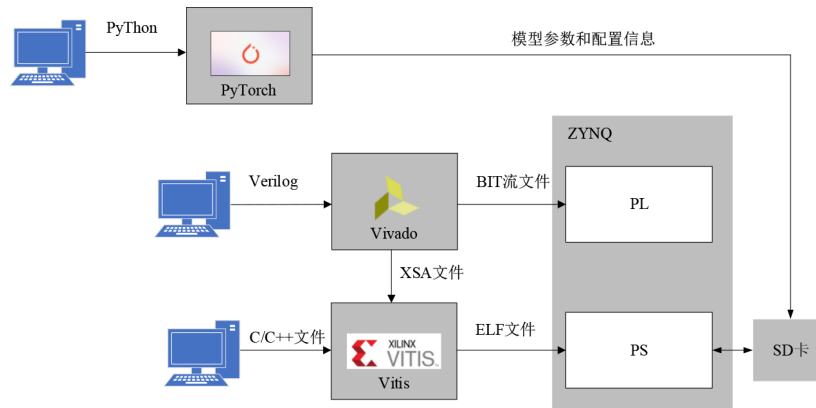 PyThon
模型参数和配置信息
PyTorch
ZYNQ
Verilog
BIT流文件
PL
Vivado
XSA文件
C/C++文件
XILINX
VITIS
ELF文件
PS
SD卡
Vitis